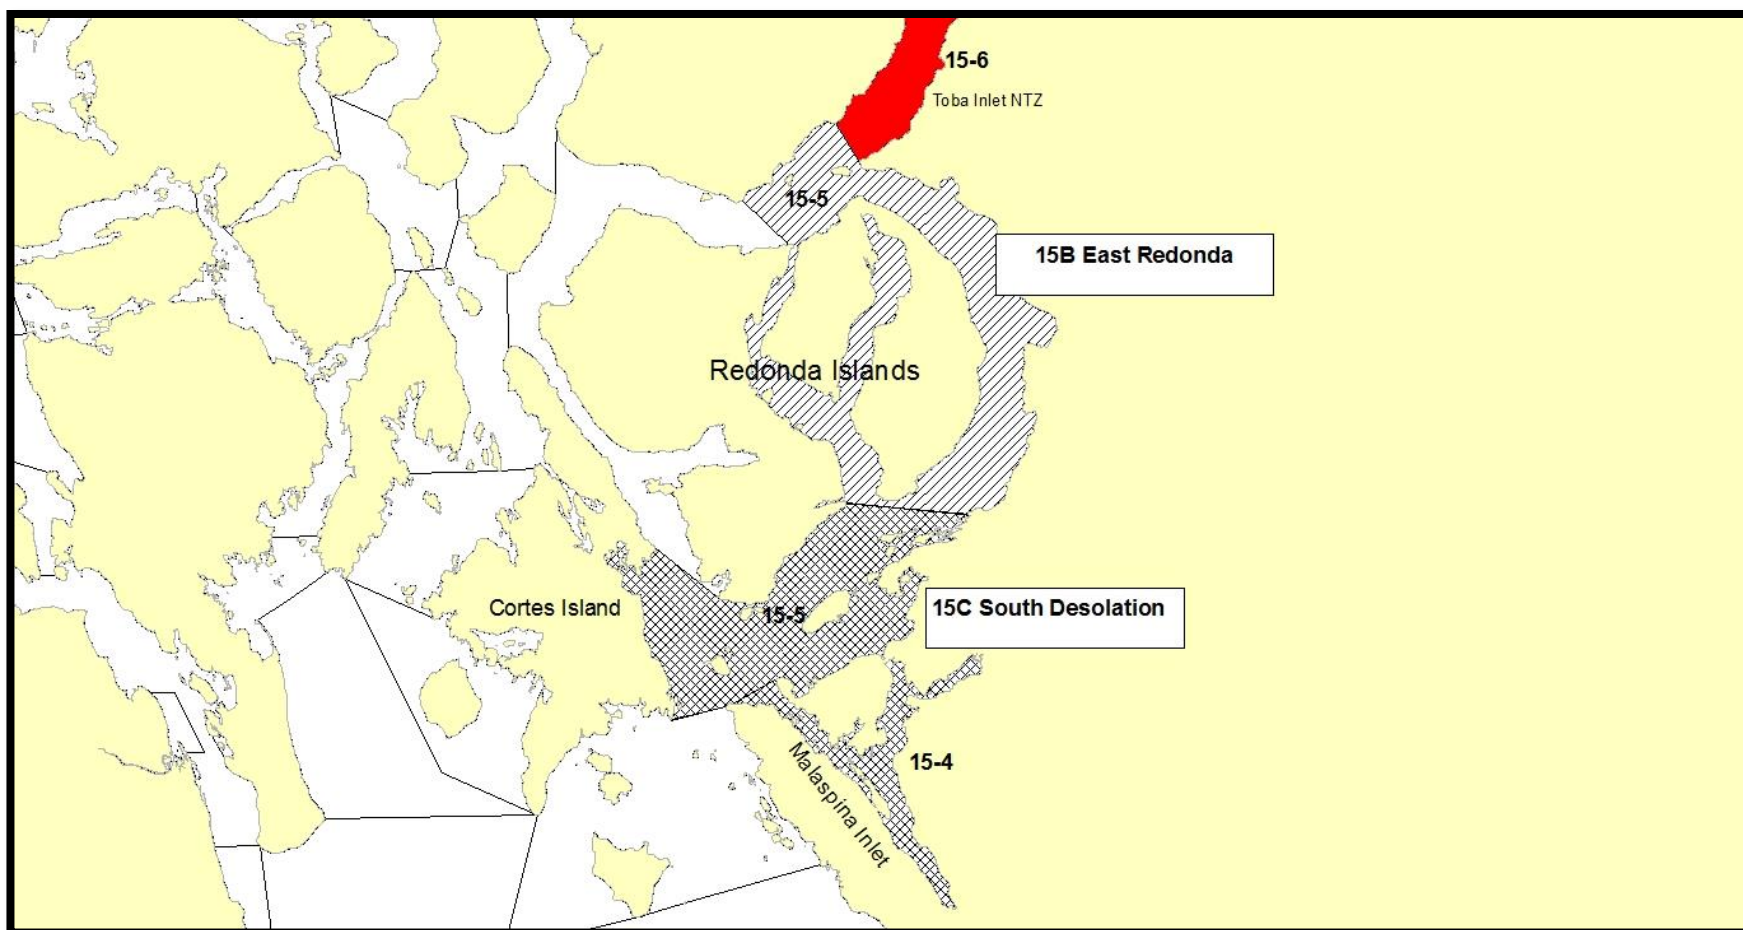 15-6
Toba Inlet NTZ
15-5
15B East Redonda
Redonda Islands
Cortes Island
15-5
15C South Desolation
15-4
Malaspina Inlet